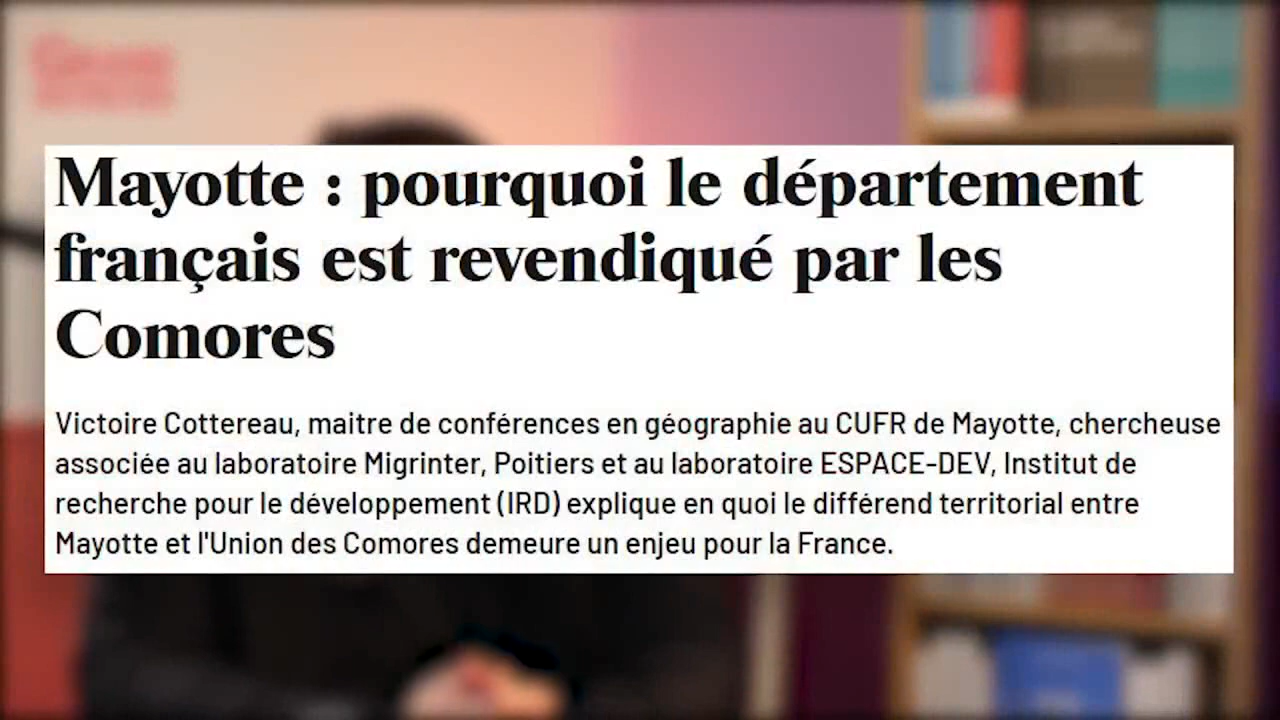 Mayotte : pourquoi le département
français est revendiqué par les
Comores
Victoire Cottereau, maitre de conférences en géographie au CUFR de Mayotte, chercheuse
associée au laboratoire Migrinter, Poitiers et au laboratoire ESPACE-DEV, Institut de
recherche pour le développement (IRD) explique en quoi le différend territorial entre
Mayotte et l'Union des Comores demeure un enjeu pour la France.